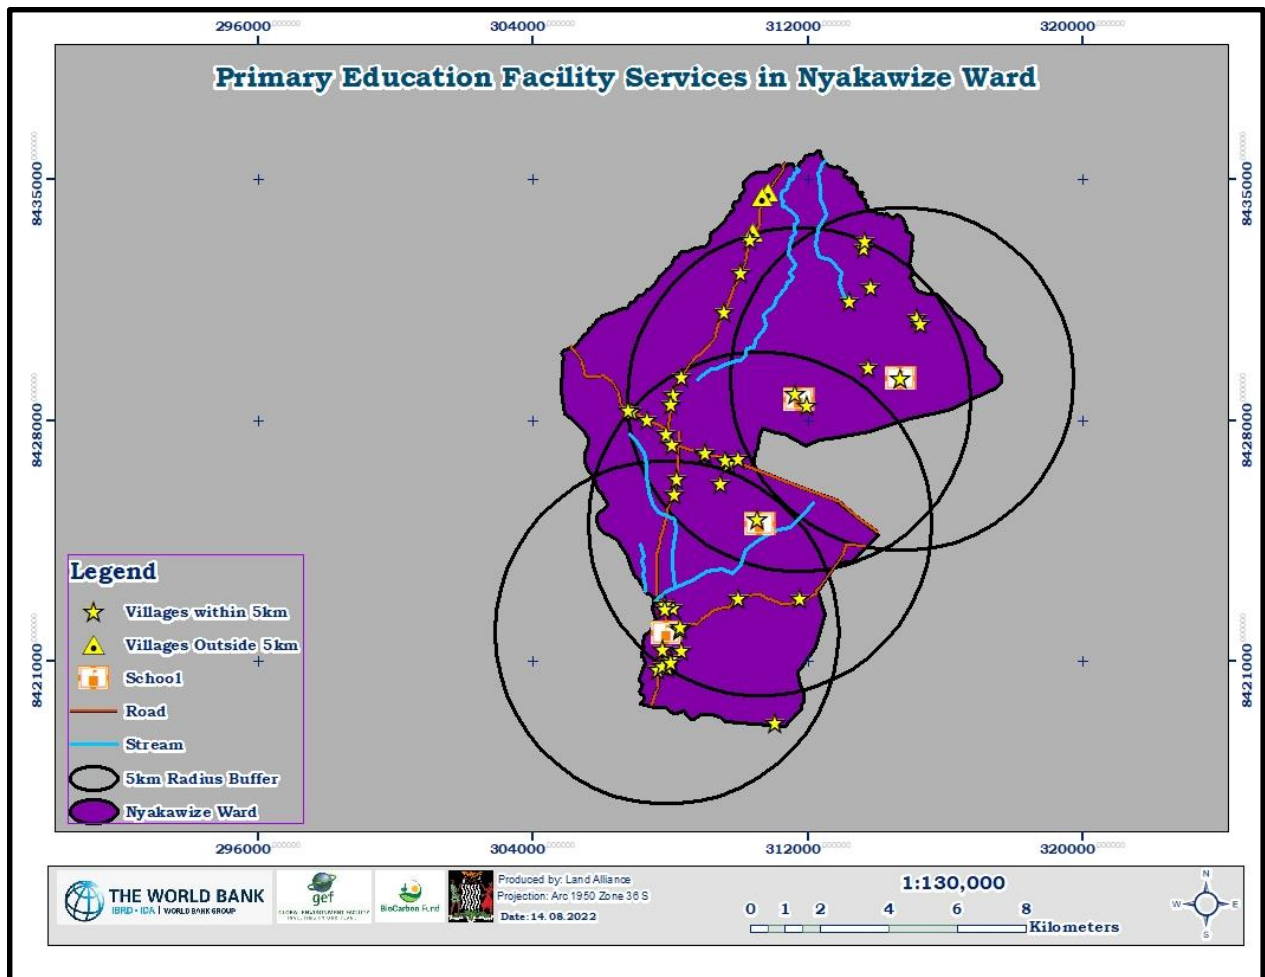 296000 304000 312000 320000
Primary Education Facility Services in Nyakawize Ward
8435000 8435000
8428000 8428000
8421000 8421000
Legend
Villages within 5km
Villages Outside 5km
School
Road
Stream
5km Radius Buffer
Nyakawize Ward
296000 304000 312000 320000
THE WORLD BANK
IBRD • IDA | WORLD BANK GROUP
gef
GLOBAL ENVIRONMENT FACILITY
BioCarbon Fund
Produced by: Land Alliance
Projection: Arc 1950 Zone 36 S
Date: 14.08.2022
1:130,000
0 1 2 4 6 8
Kilometers
N
W E
S